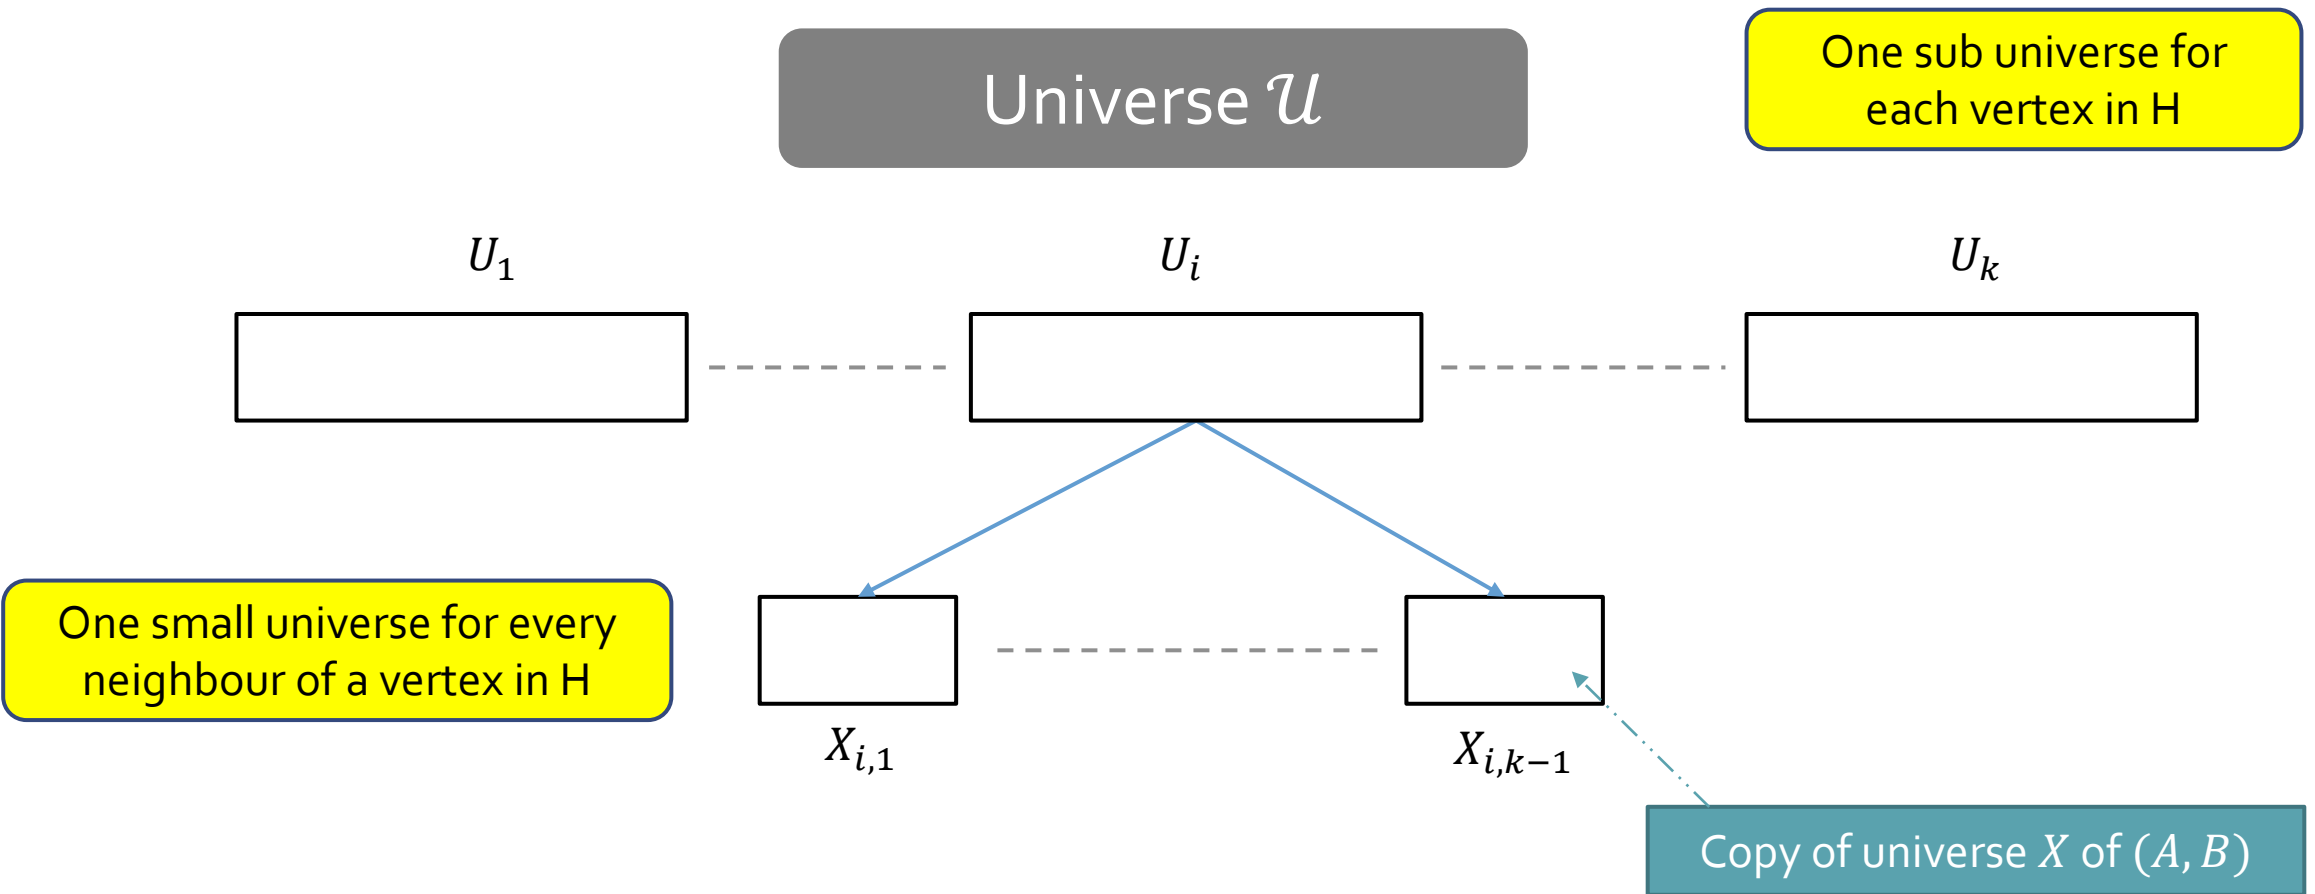 Universe 𝒰
One sub universe for
each vertex in H
U₁
Uᵢ
Uₖ
One small universe for every
neighbour of a vertex in H
Xᵢ,₁
Xᵢ,ₖ₋₁
Copy of universe X of (A, B)